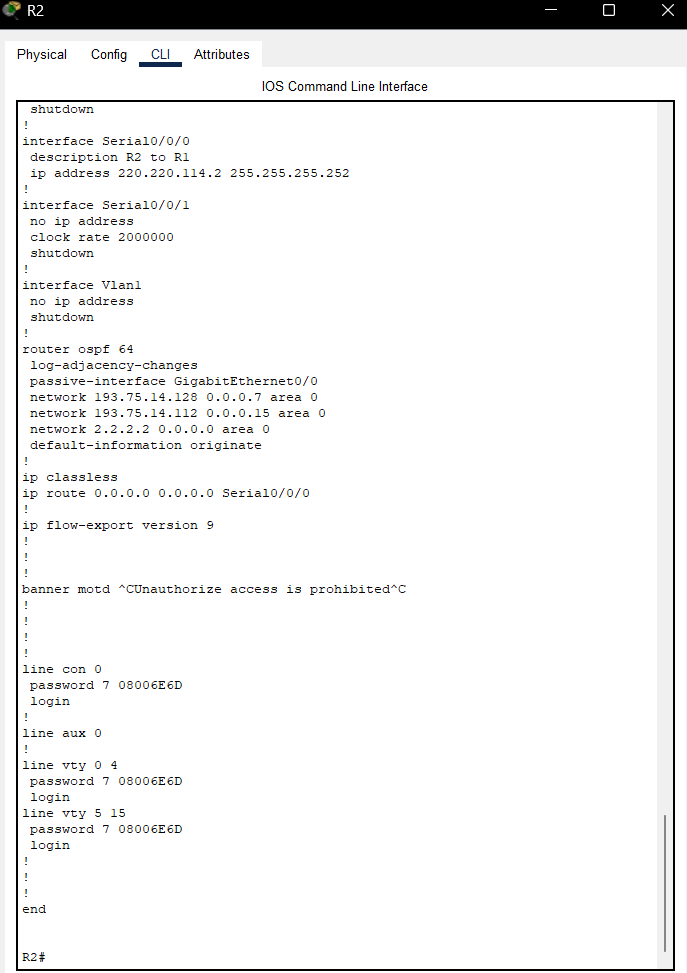 R2
Physical Config CLI Attributes
IOS Command Line Interface
shutdown
!
interface Serial0/0/0
description R2 to R1
ip address 220.220.114.2 255.255.255.252
!
interface Serial0/0/1
no ip address
clock rate 2000000
shutdown
!
interface Vlan1
no ip address
shutdown
!
router ospf 64
log-adjacency-changes
passive-interface GigabitEthernet0/0
network 193.75.14.128 0.0.0.7 area 0
network 193.75.14.112 0.0.0.15 area 0
network 2.2.2.2 0.0.0.0 area 0
default-information originate
!
ip classless
ip route 0.0.0.0 0.0.0.0 Serial0/0/0
!
ip flow-export version 9
!
!
!
banner motd ^CUnauthorize access is prohibited^C
!
!
!
!
line con 0
password 7 08006E6D
login
!
line aux 0
!
line vty 0 4
password 7 08006E6D
login
line vty 5 15
password 7 08006E6D
login
!
!
!
end
R2#